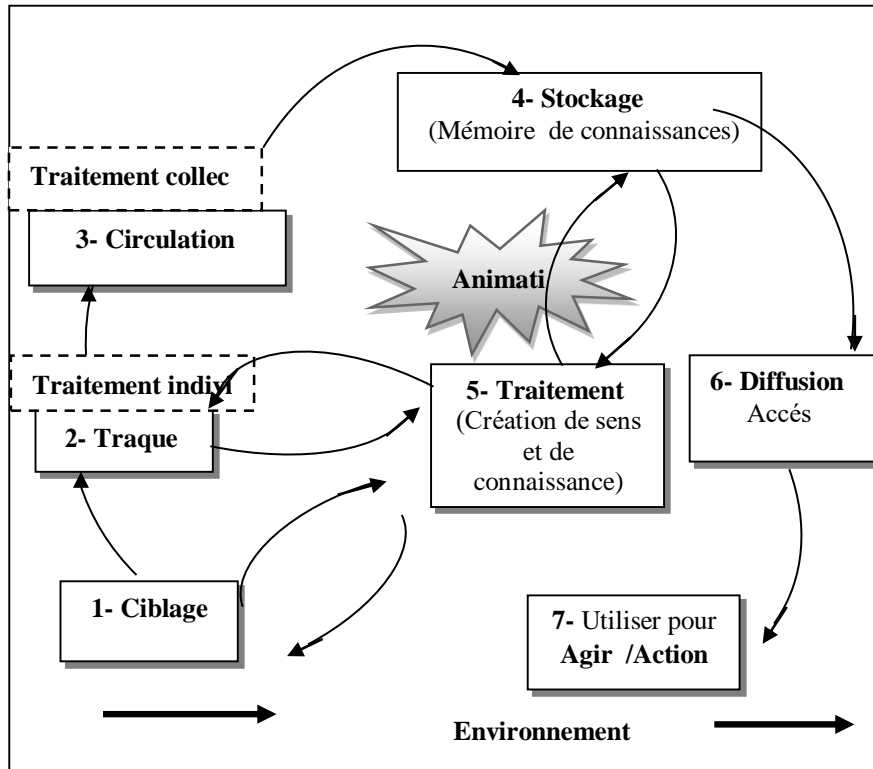 4- Stockage
(Mémoire de connaissances)
Traitement collec
3- Circulation
Animati
Traitement indivi
2- Traque
5- Traitement
(Création de sens
et de
connaissance)
6- Diffusion
Accés
1- Ciblage
7- Utiliser pour
Agir /Action
Environnement